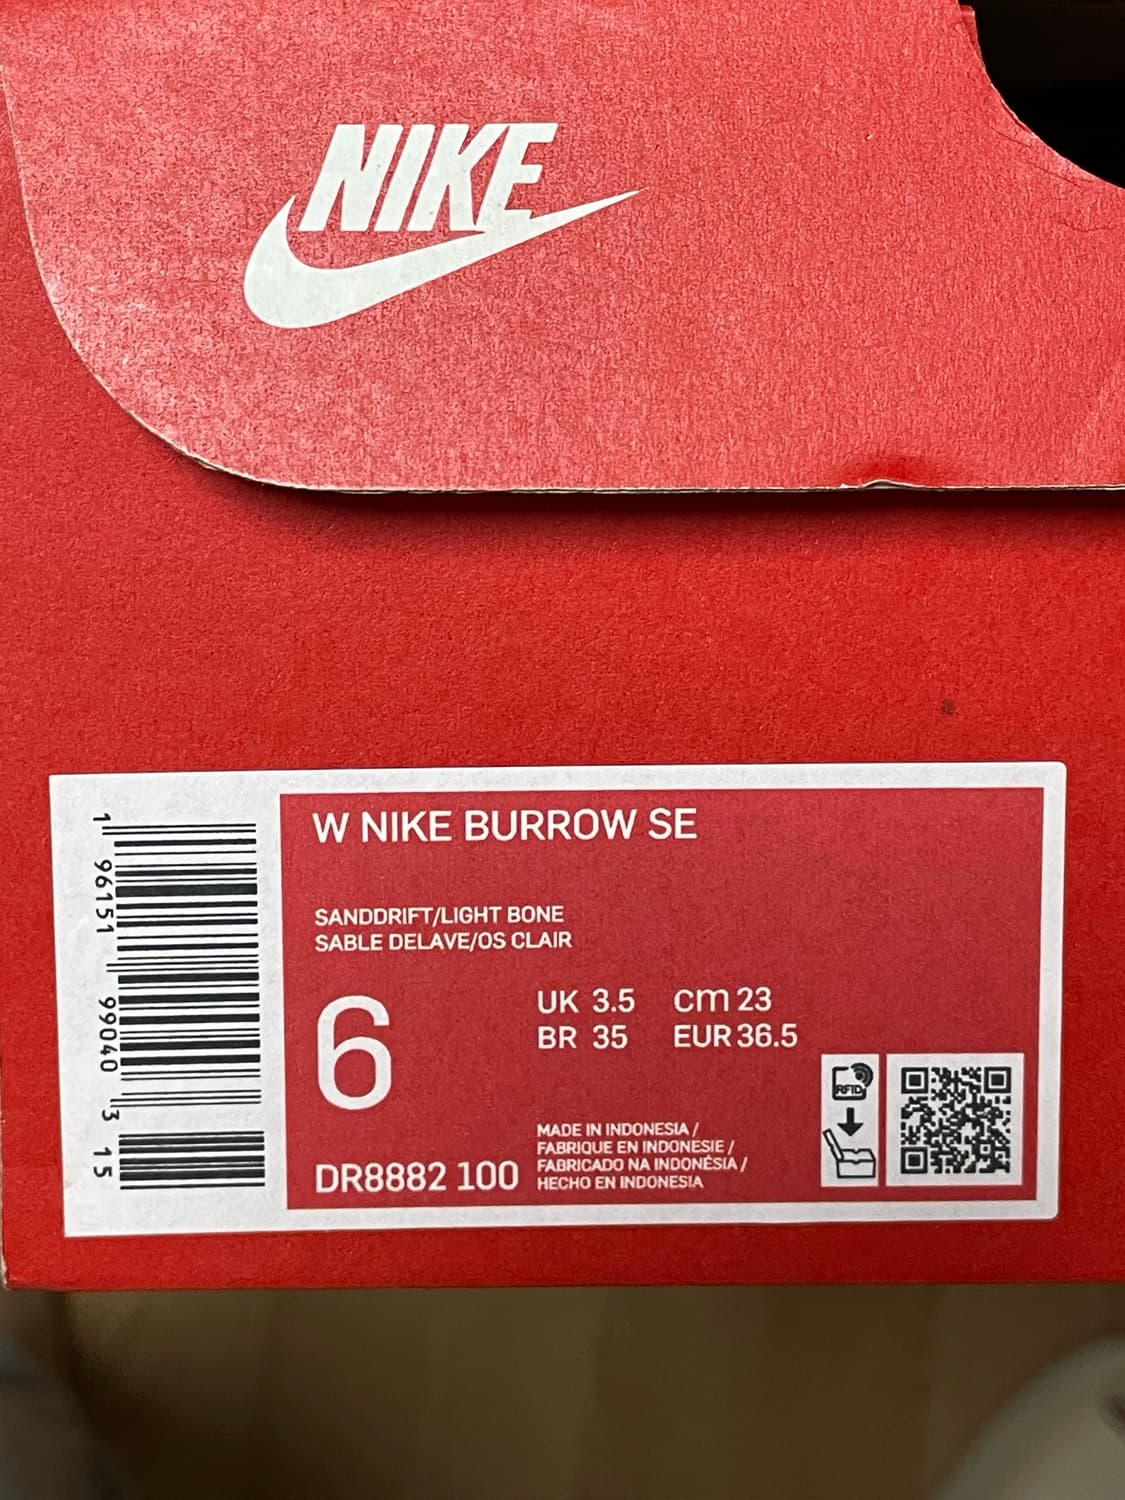 NIKE
W NIKE BURROW SE
SANDDRIFT/LIGHT BONE
SABLE DELAVE/OS CLAIR
6
UK 3.5 cm 23
BR 35 EUR 36.5
DR8882 100
MADE IN INDONESIA /
FABRIQUE EN INDONESIE /
FABRICADO NA INDONÉSIA /
HECHO EN INDONESIA
RFID
1 96151 99040 3 15